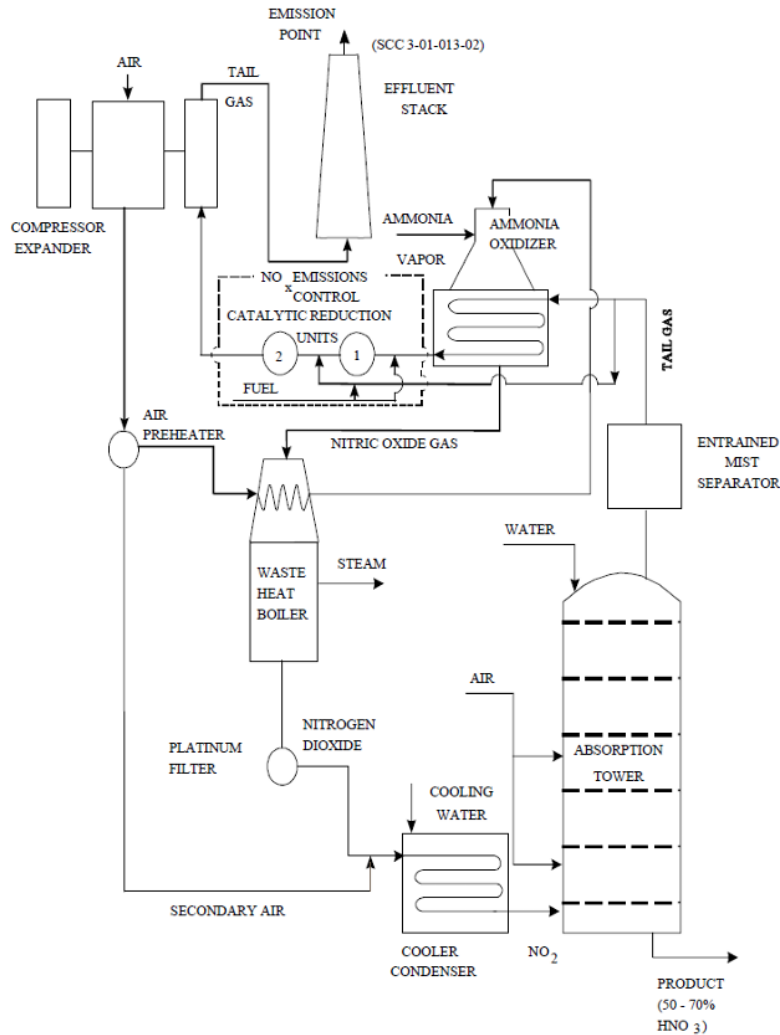 EMISSION
POINT
(SCC 3-01-013-02)
AIR
TAIL
GAS
EFFLUENT
STACK
COMPRESSOR
EXPANDER
AMMONIA
VAPOR
AMMONIA
OXIDIZER
NOx EMISSIONS
CONTROL
CATALYTIC REDUCTION
UNITS
2
1
FUEL
TAIL GAS
AIR
PREHEATER
NITRIC OXIDE GAS
ENTRAINED
MIST
SEPARATOR
WATER
STEAM
WASTE
HEAT
BOILER
AIR
NITROGEN
DIOXIDE
PLATINUM
FILTER
ABSORPTION
TOWER
COOLING
WATER
SECONDARY AIR
COOLER
CONDENSER
NO2
PRODUCT
(50 - 70%
HNO3)